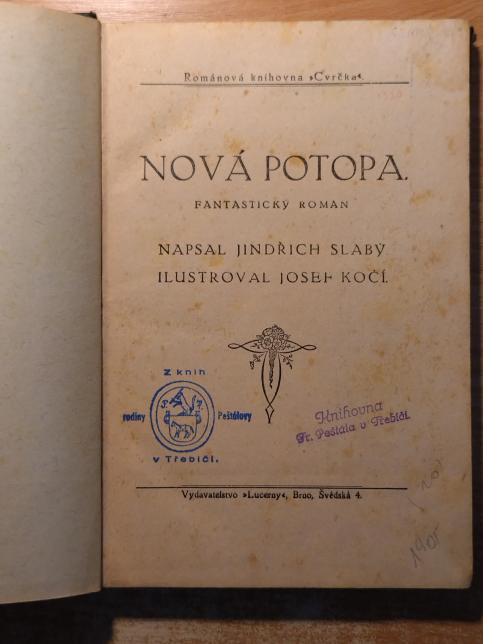 Románová knihovna »Cvrčka«.
NOVÁ POTOPA.
FANTASTICKÝ ROMÁN
NAPSAL JINDŘICH SLABÝ
ILUSTROVAL JOSEF KOČÍ.
Z knih
rodiny Peštálovy
v Třebíči.
Knihovna
Fr. Peštála v Třebíči.
Vydavatelstvo »Lucerny«, Brno, Švédská 4.